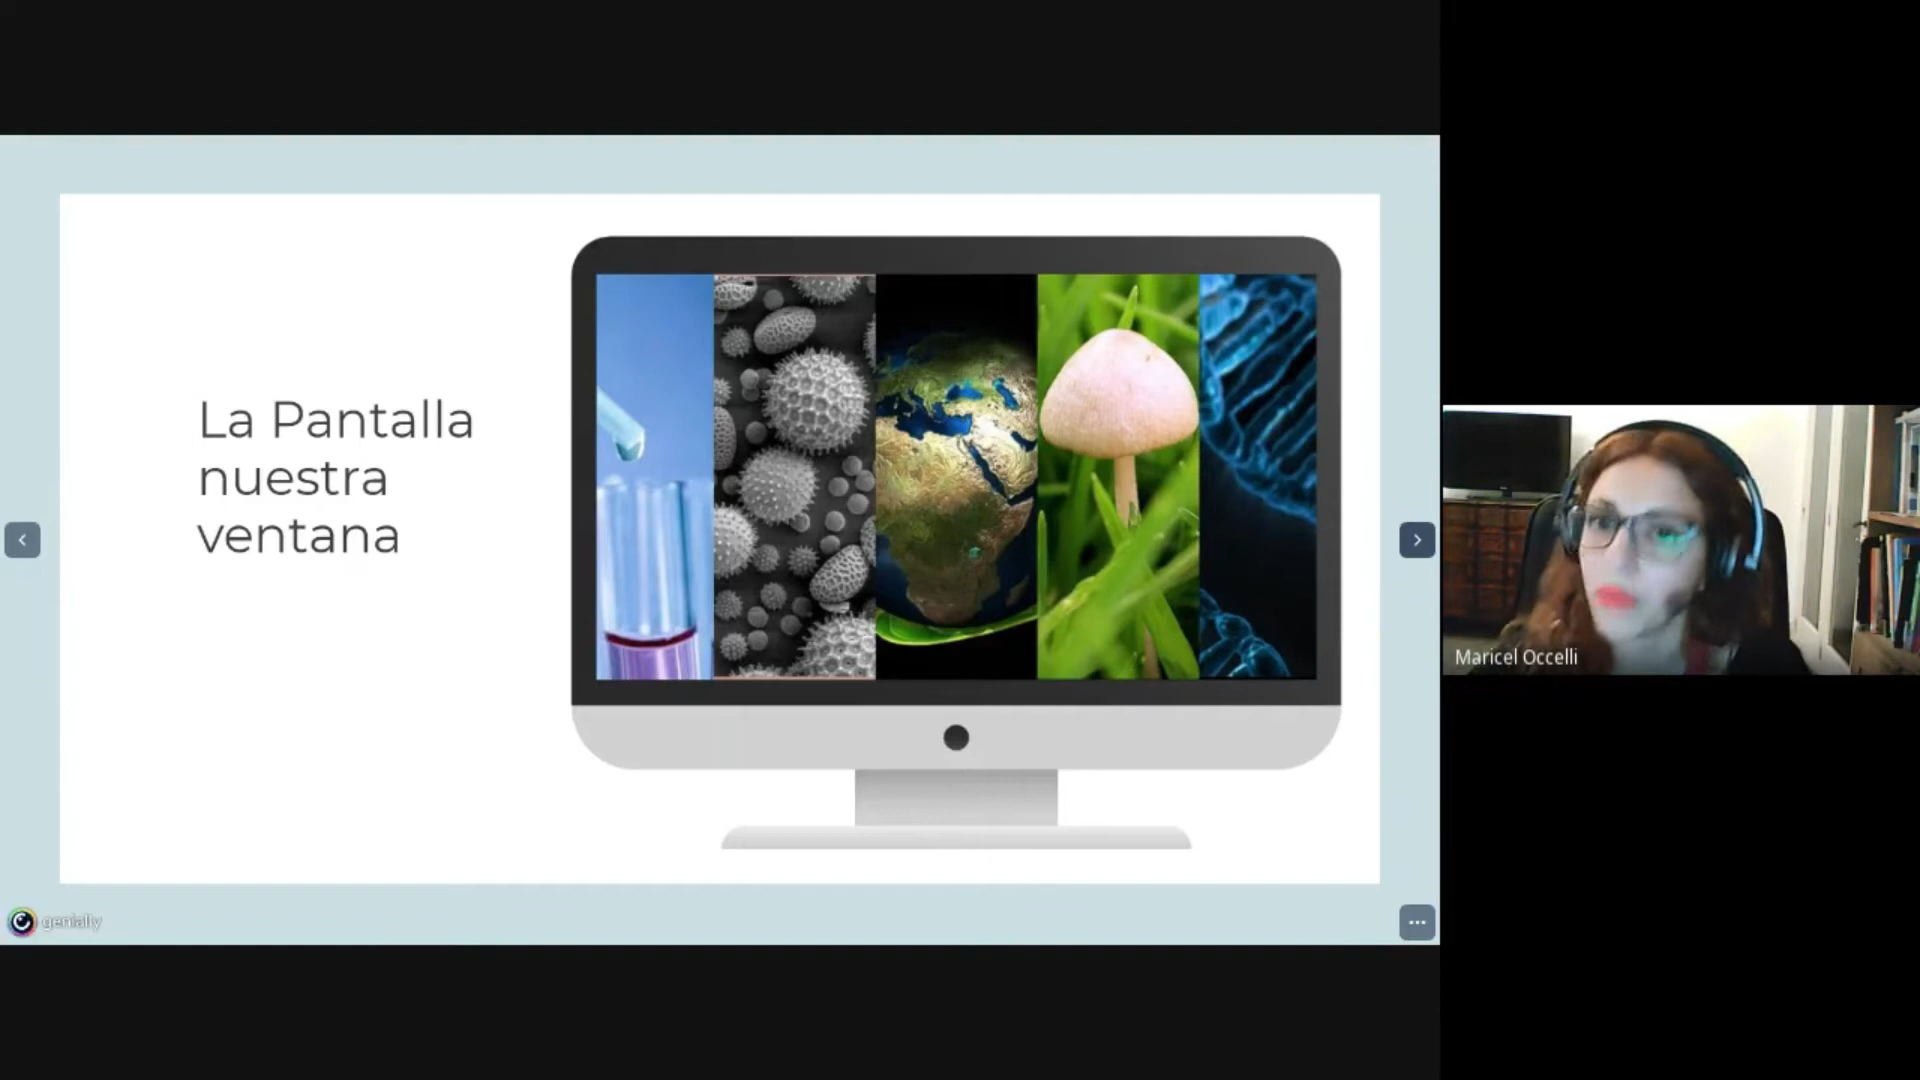 La Pantalla
nuestra
ventana
Maricel Occelli
genially